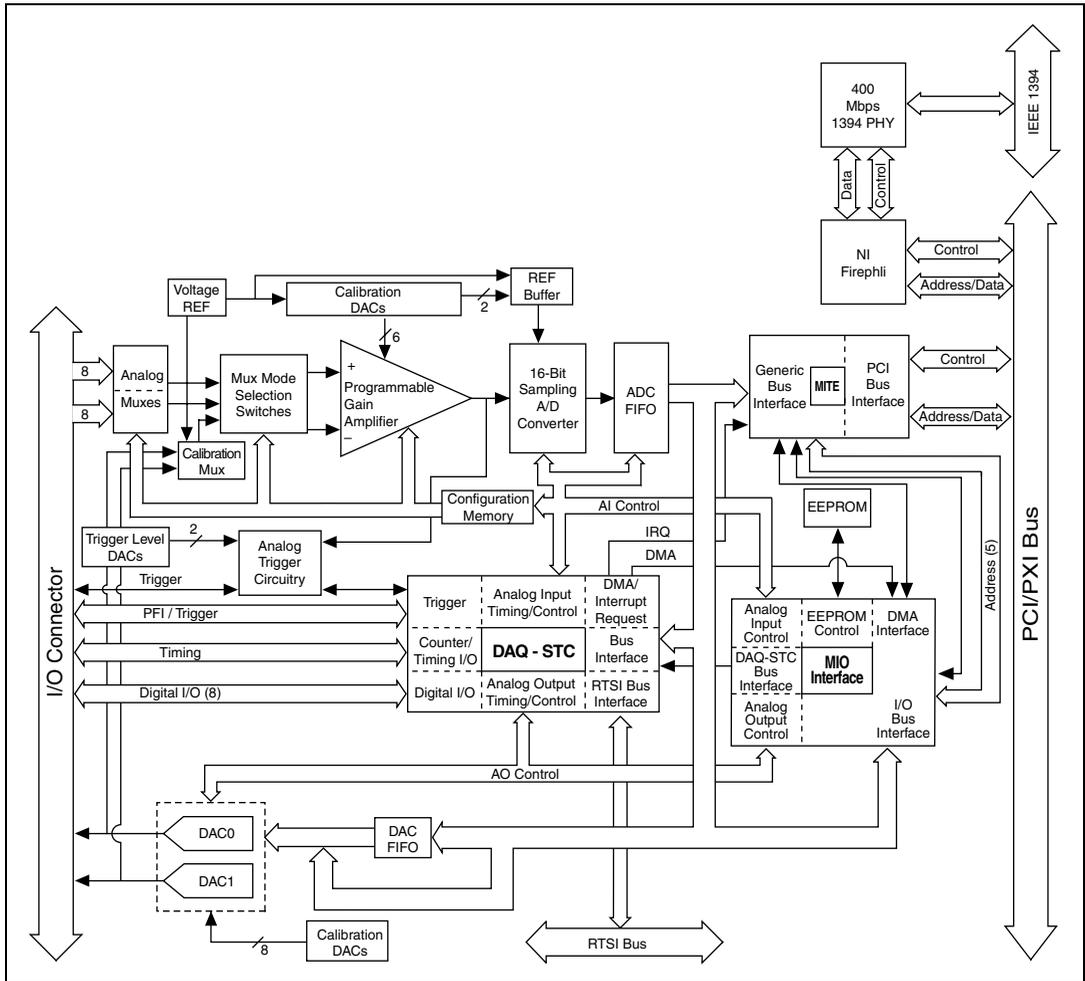 400
Mbps
1394 PHY
IEEE 1394
Data
Control
NI
Firephli
Control
Address/Data
Voltage
REF
Calibration
DACs
2
REF
Buffer
6
8
8
Analog
Muxes
Mux Mode
Selection
Switches
+
Programmable
Gain
Amplifier
–
16-Bit
Sampling
A/D
Converter
ADC
FIFO
Generic
Bus
Interface
MITE
PCI
Bus
Interface
Control
Address/Data
Calibration
Mux
Configuration
Memory
AI Control
EEPROM
Trigger Level
DACs
2
Analog
Trigger
Circuitry
IRQ
DMA
Trigger
PFI / Trigger
Timing
Digital I/O (8)
I/O Connector
Trigger
Analog Input
Timing/Control
DMA/
Interrupt
Request
Counter/
Timing I/O
DAQ - STC
Bus
Interface
Digital I/O
Analog Output
Timing/Control
RTSI Bus
Interface
Analog
Input
Control
EEPROM
Control
DMA
Interface
DAQ-STC
Bus
Interface
MIO
Interface
Analog
Output
Control
I/O
Bus
Interface
Address (5)
PCI/PXI Bus
AO Control
DAC0
DAC
FIFO
DAC1
Calibration
DACs
8
RTSI Bus